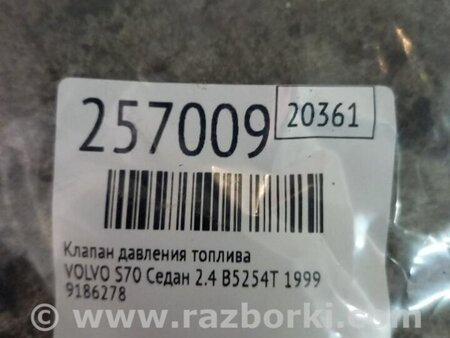 257009 20361
Клапан давления топлива
VOLVO S70 Седан 2.4 B5254T 1999
9186278
© www.razborki.com